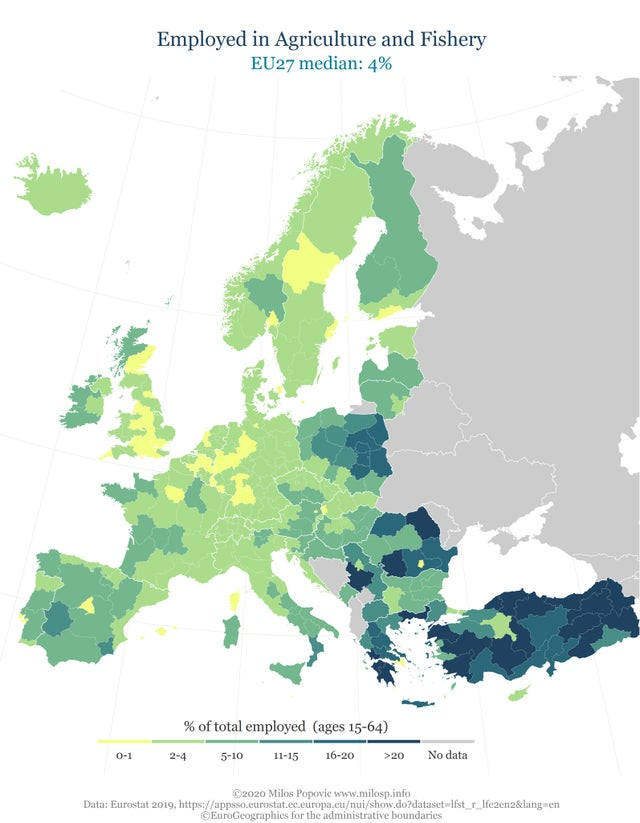 Employed in Agriculture and Fishery
EU27 median: 4%
% of total employed (ages 15-64)
0-1 2-4 5-10 11-15 16-20 >20 No data
©2020 Milos Popovic www.milosp.info
Data: Eurostat 2019, https://appsso.eurostat.ec.europa.eu/nui/show.do?dataset=lfst_r_lfe2en2&lang=en
©EuroGeographics for the administrative boundaries